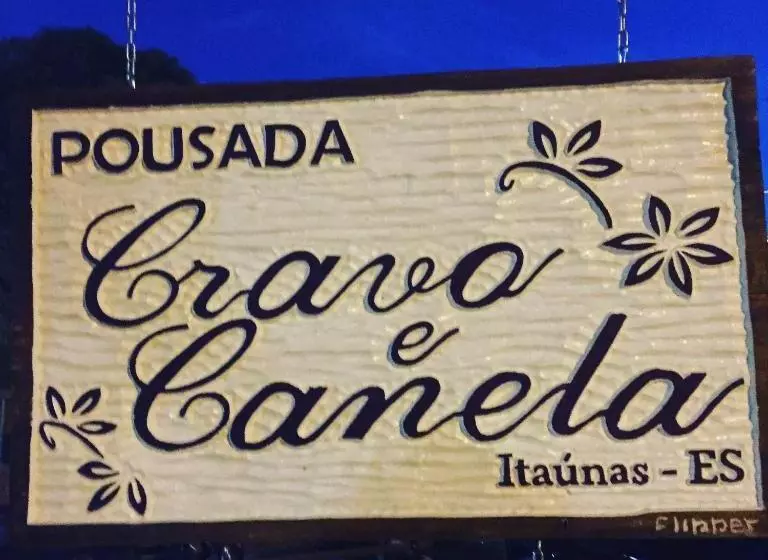 POUSADA
Cravo
e
Canela
Itaúnas - ES
Flipper